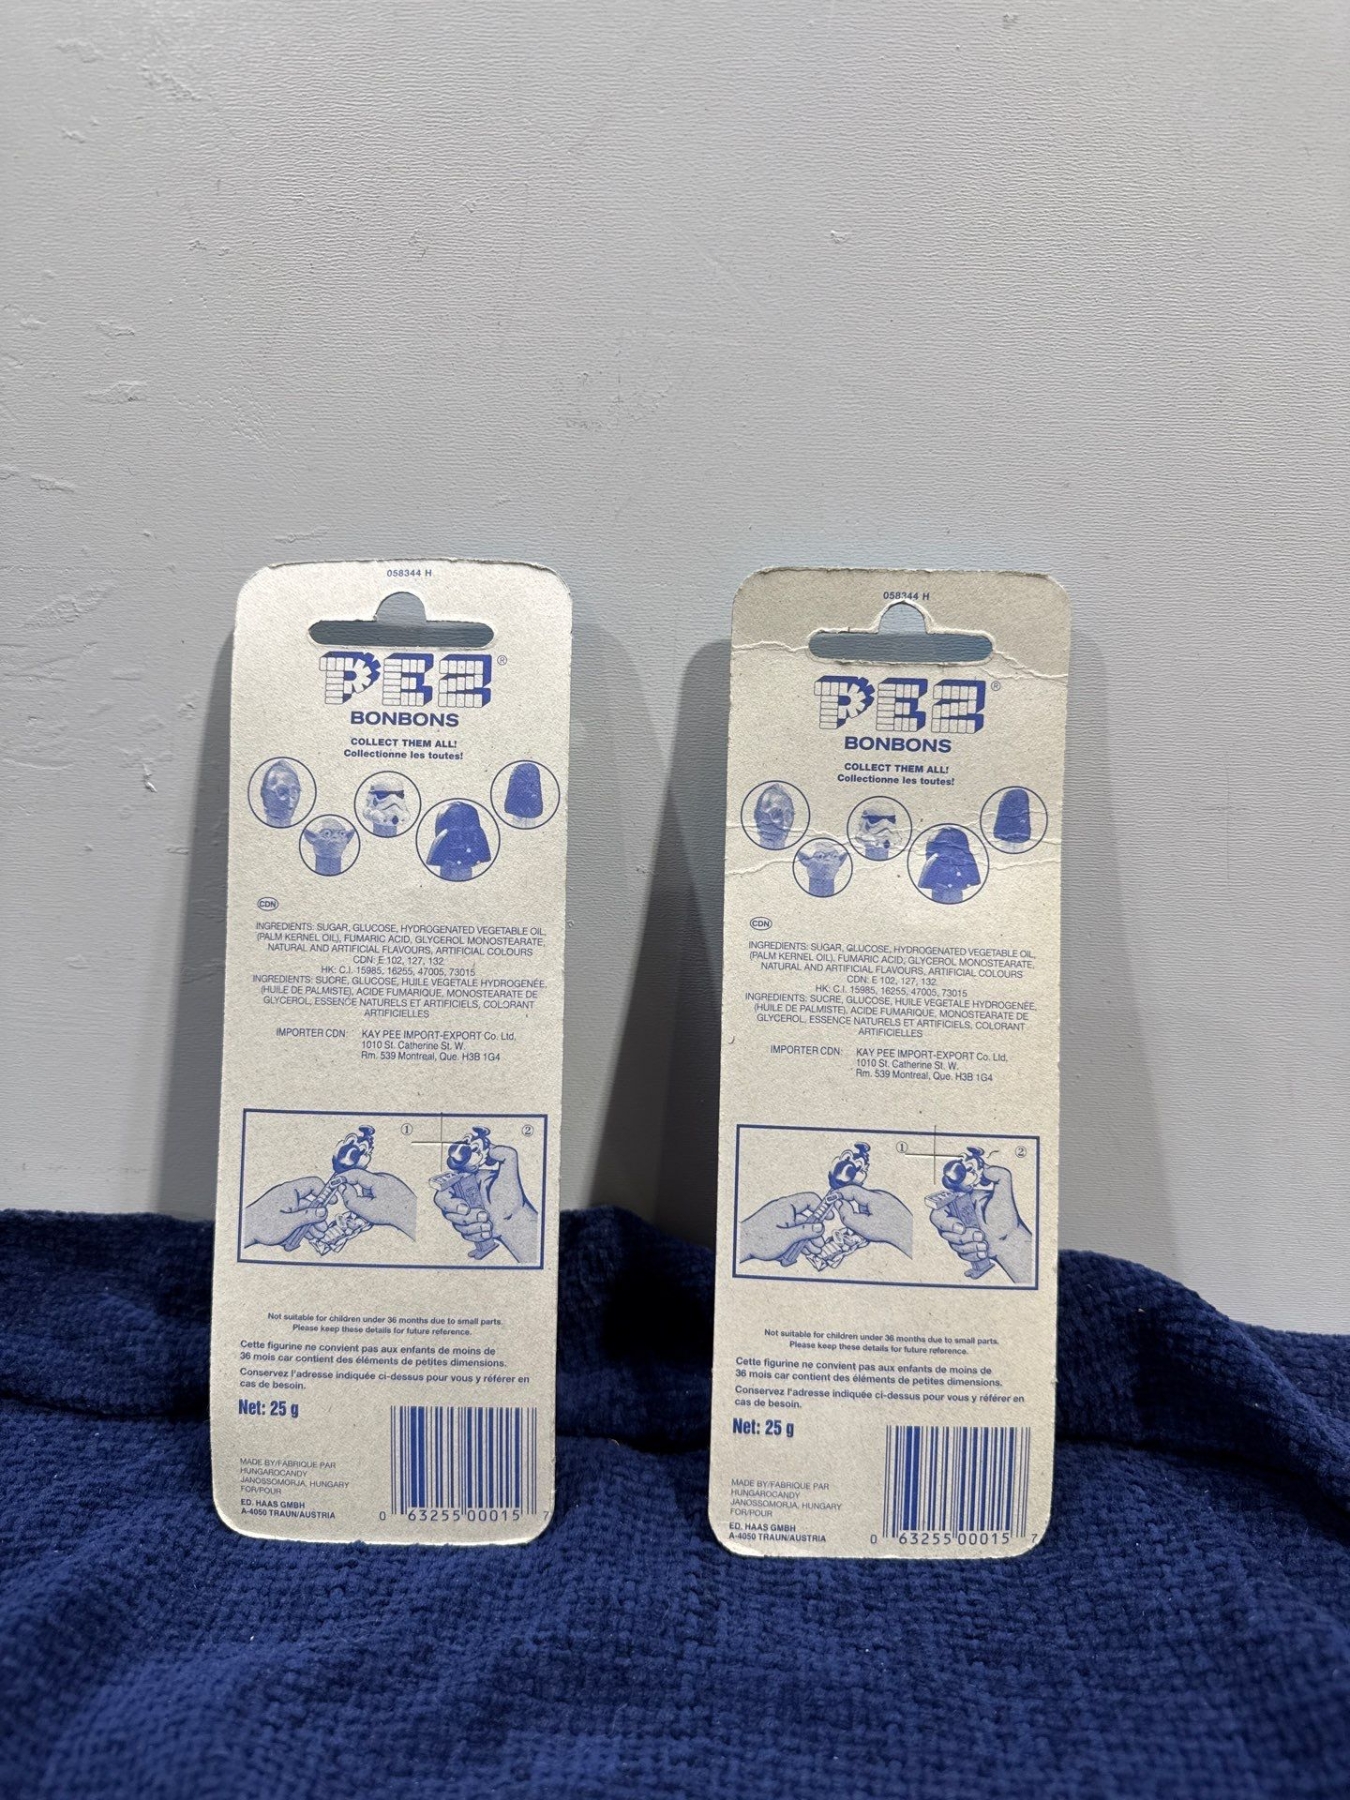 058344 H
PEZ®
BONBONS
COLLECT THEM ALL!
Collectionne les toutes!
CDN
INGREDIENTS: SUGAR, GLUCOSE, HYDROGENATED VEGETABLE OIL,
(PALM KERNEL OIL), FUMARIC ACID, GLYCEROL MONOSTEARATE,
NATURAL AND ARTIFICIAL FLAVOURS, ARTIFICIAL COLOURS
CDN: E 102, 127, 132
HK: C.I. 15985, 16255, 47005, 73015
INGREDIENTS: SUCRE, GLUCOSE, HUILE VEGETALE HYDROGENÉE,
(HUILE DE PALMISTE), ACIDE FUMARIQUE, MONOSTEARATE DE
GLYCEROL, ESSENCE NATURELS ET ARTIFICIELS, COLORANT
ARTIFICIELLES
IMPORTER CDN: KAY PEE IMPORT-EXPORT Co. Ltd.
1010 St. Catherine St. W.
Rm. 539 Montreal, Que. H3B 1G4
① ②
Not suitable for children under 36 months due to small parts.
Please keep these details for future reference.
Cette figurine ne convient pas aux enfants de moins de
36 mois car contient des éléments de petites dimensions.
Conservez l'adresse indiquée ci-dessus pour vous y référer en
cas de besoin.
Net: 25 g
MADE BY/FABRIQUE PAR
HUNGAROCANDY
JANOSSOMORJA, HUNGARY
FOR/POUR
ED. HAAS GMBH
A-4050 TRAUN/AUSTRIA
0 63255 00015 7
058344 H
PEZ®
BONBONS
COLLECT THEM ALL!
Collectionne les toutes!
CDN
INGREDIENTS: SUGAR, GLUCOSE, HYDROGENATED VEGETABLE OIL,
(PALM KERNEL OIL), FUMARIC ACID, GLYCEROL MONOSTEARATE,
NATURAL AND ARTIFICIAL FLAVOURS, ARTIFICIAL COLOURS
CDN: E 102, 127, 132
HK: C.I. 15985, 16255, 47005, 73015
INGREDIENTS: SUCRE, GLUCOSE, HUILE VEGETALE HYDROGENÉE,
(HUILE DE PALMISTE), ACIDE FUMARIQUE, MONOSTEARATE DE
GLYCEROL, ESSENCE NATURELS ET ARTIFICIELS, COLORANT
ARTIFICIELLES
IMPORTER CDN: KAY PEE IMPORT-EXPORT Co. Ltd.
1010 St. Catherine St. W.
Rm. 539 Montreal, Que. H3B 1G4
① ②
Not suitable for children under 36 months due to small parts.
Please keep these details for future reference.
Cette figurine ne convient pas aux enfants de moins de
36 mois car contient des éléments de petites dimensions.
Conservez l'adresse indiquée ci-dessus pour vous y référer en
cas de besoin.
Net: 25 g
MADE BY/FABRIQUE PAR
HUNGAROCANDY
JANOSSOMORJA, HUNGARY
FOR/POUR
ED. HAAS GMBH
A-4050 TRAUN/AUSTRIA
0 63255 00015 7